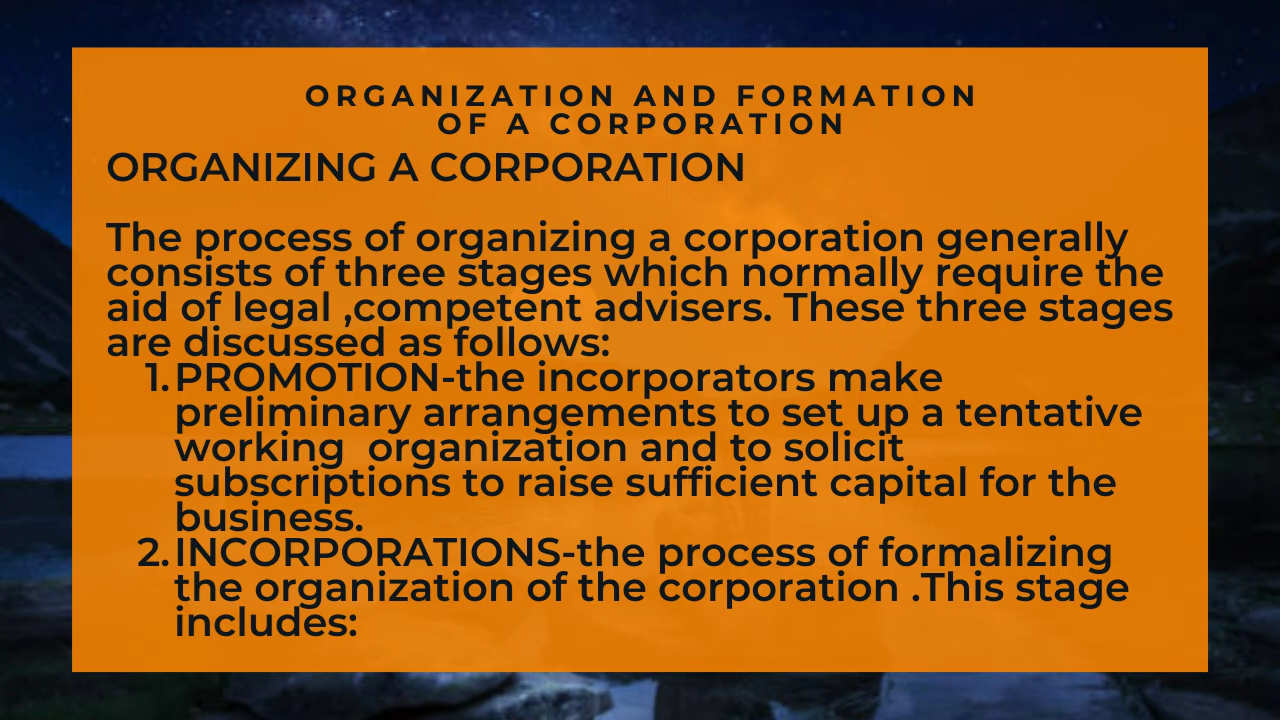 ORGANIZATION AND FORMATION
OF A CORPORATION
ORGANIZING A CORPORATION
The process of organizing a corporation generally
consists of three stages which normally require the
aid of legal ,competent advisers. These three stages
are discussed as follows:
1. PROMOTION-the incorporators make
preliminary arrangements to set up a tentative
working  organization and to solicit
subscriptions to raise sufficient capital for the
business.
2. INCORPORATIONS-the process of formalizing
the organization of the corporation .This stage
includes: